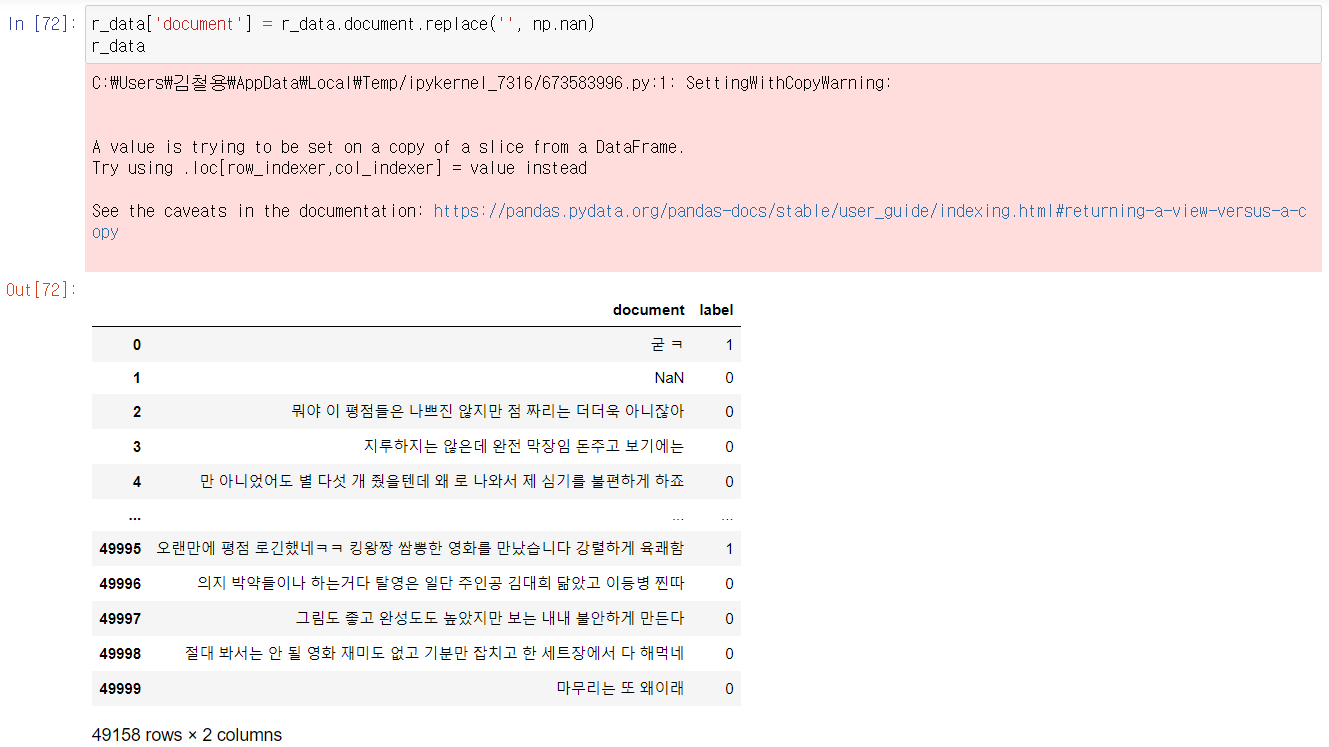 In [72]: r_data['document'] = r_data.document.replace('', np.nan)
r_data
C:\Users\김철용\AppData\Local\Temp/ipykernel_7316/673583996.py:1: SettingWithCopyWarning:
A value is trying to be set on a copy of a slice from a DataFrame.
Try using .loc[row_indexer,col_indexer] = value instead
See the caveats in the documentation: https://pandas.pydata.org/pandas-docs/stable/user_guide/indexing.html#returning-a-view-versus-a-c
opy
Out[72]:
document label
0 굳 ㅋ 1
1 NaN 0
2 뭐야 이 평점들은 나쁘진 않지만 점 짜리는 더더욱 아니잖아 0
3 지루하지는 않은데 완전 막장임 돈주고 보기에는 0
4 만 아니었어도 별 다섯 개 줬을텐데 왜 로 나와서 제 심기를 불편하게 하죠 0
... ... ...
49995 오랜만에 평점 로긴했네ㅋㅋ 킹왕짱 쌈뽕한 영화를 만났습니다 강렬하게 육쾌함 1
49996 의지 박약들이나 하는거다 탈영은 일단 주인공 김대희 닮았고 이등병 찐따 0
49997 그림도 좋고 완성도도 높았지만 보는 내내 불안하게 만든다 0
49998 절대 봐서는 안 될 영화 재미도 없고 기분만 잡치고 한 세트장에서 다 해먹네 0
49999 마무리는 또 왜이래 0
49158 rows × 2 columns